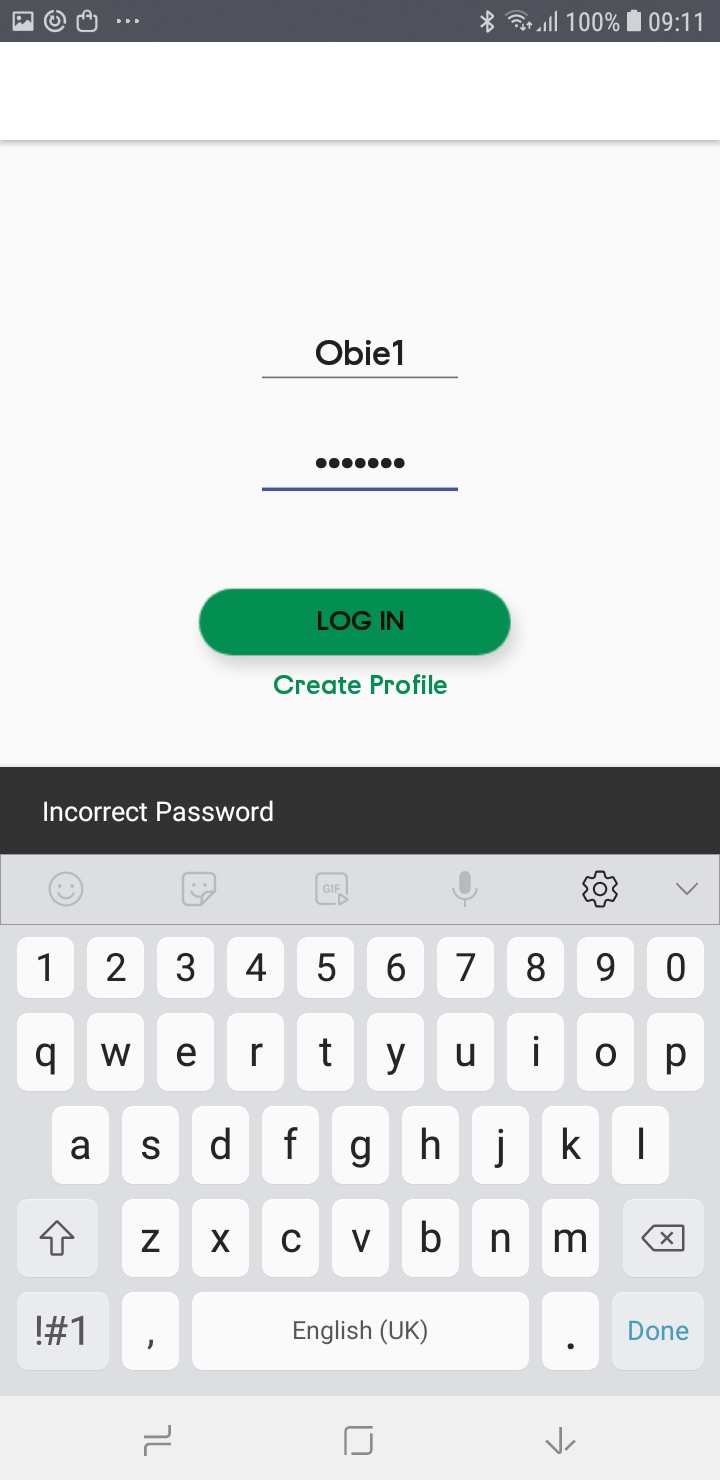 100% 09:11
Obie1
•••••••
LOG IN
Create Profile
Incorrect Password
GIF
1 2 3 4 5 6 7 8 9 0
q w e r t y u i o p
a s d f g h j k l
z x c v b n m
!#1 , English (UK) . Done